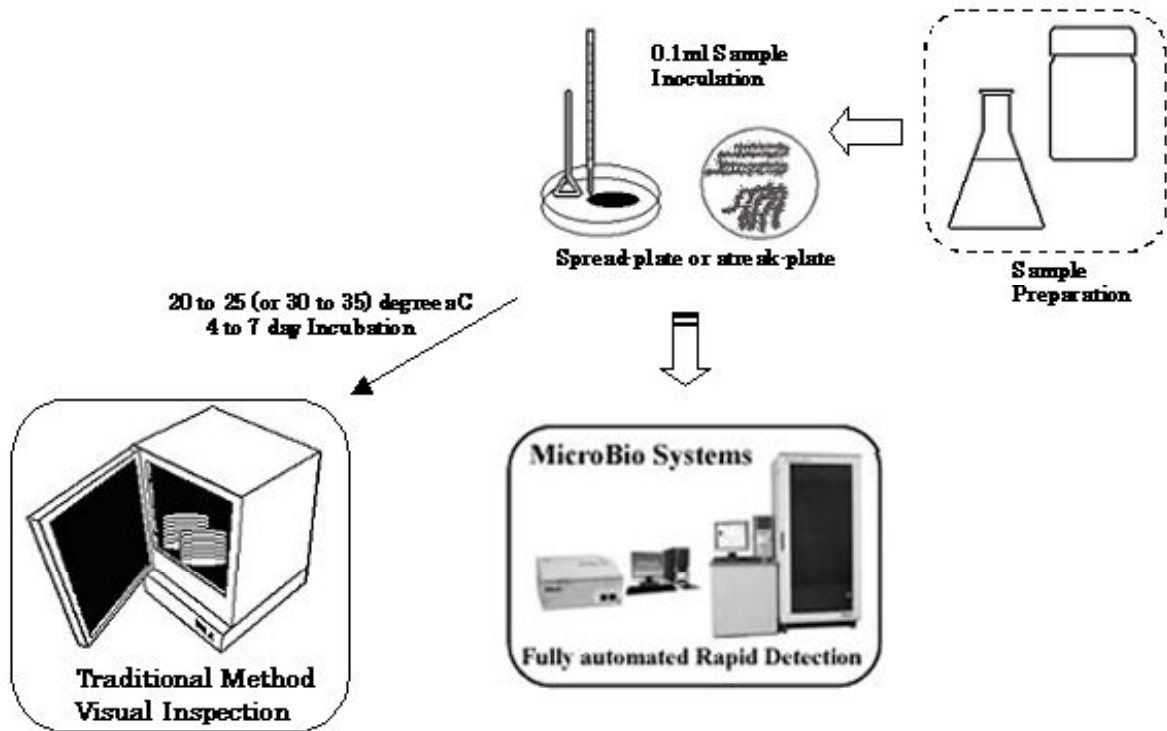 0.1ml Sample
Inoculation
Spread-plate or streak-plate
Sample
Preparation
20 to 25 (or 30 to 35) degreesC
4 to 7 day Incubation
MicroBio Systems
Fully automated Rapid Detection
Traditional Method
Visual Inspection